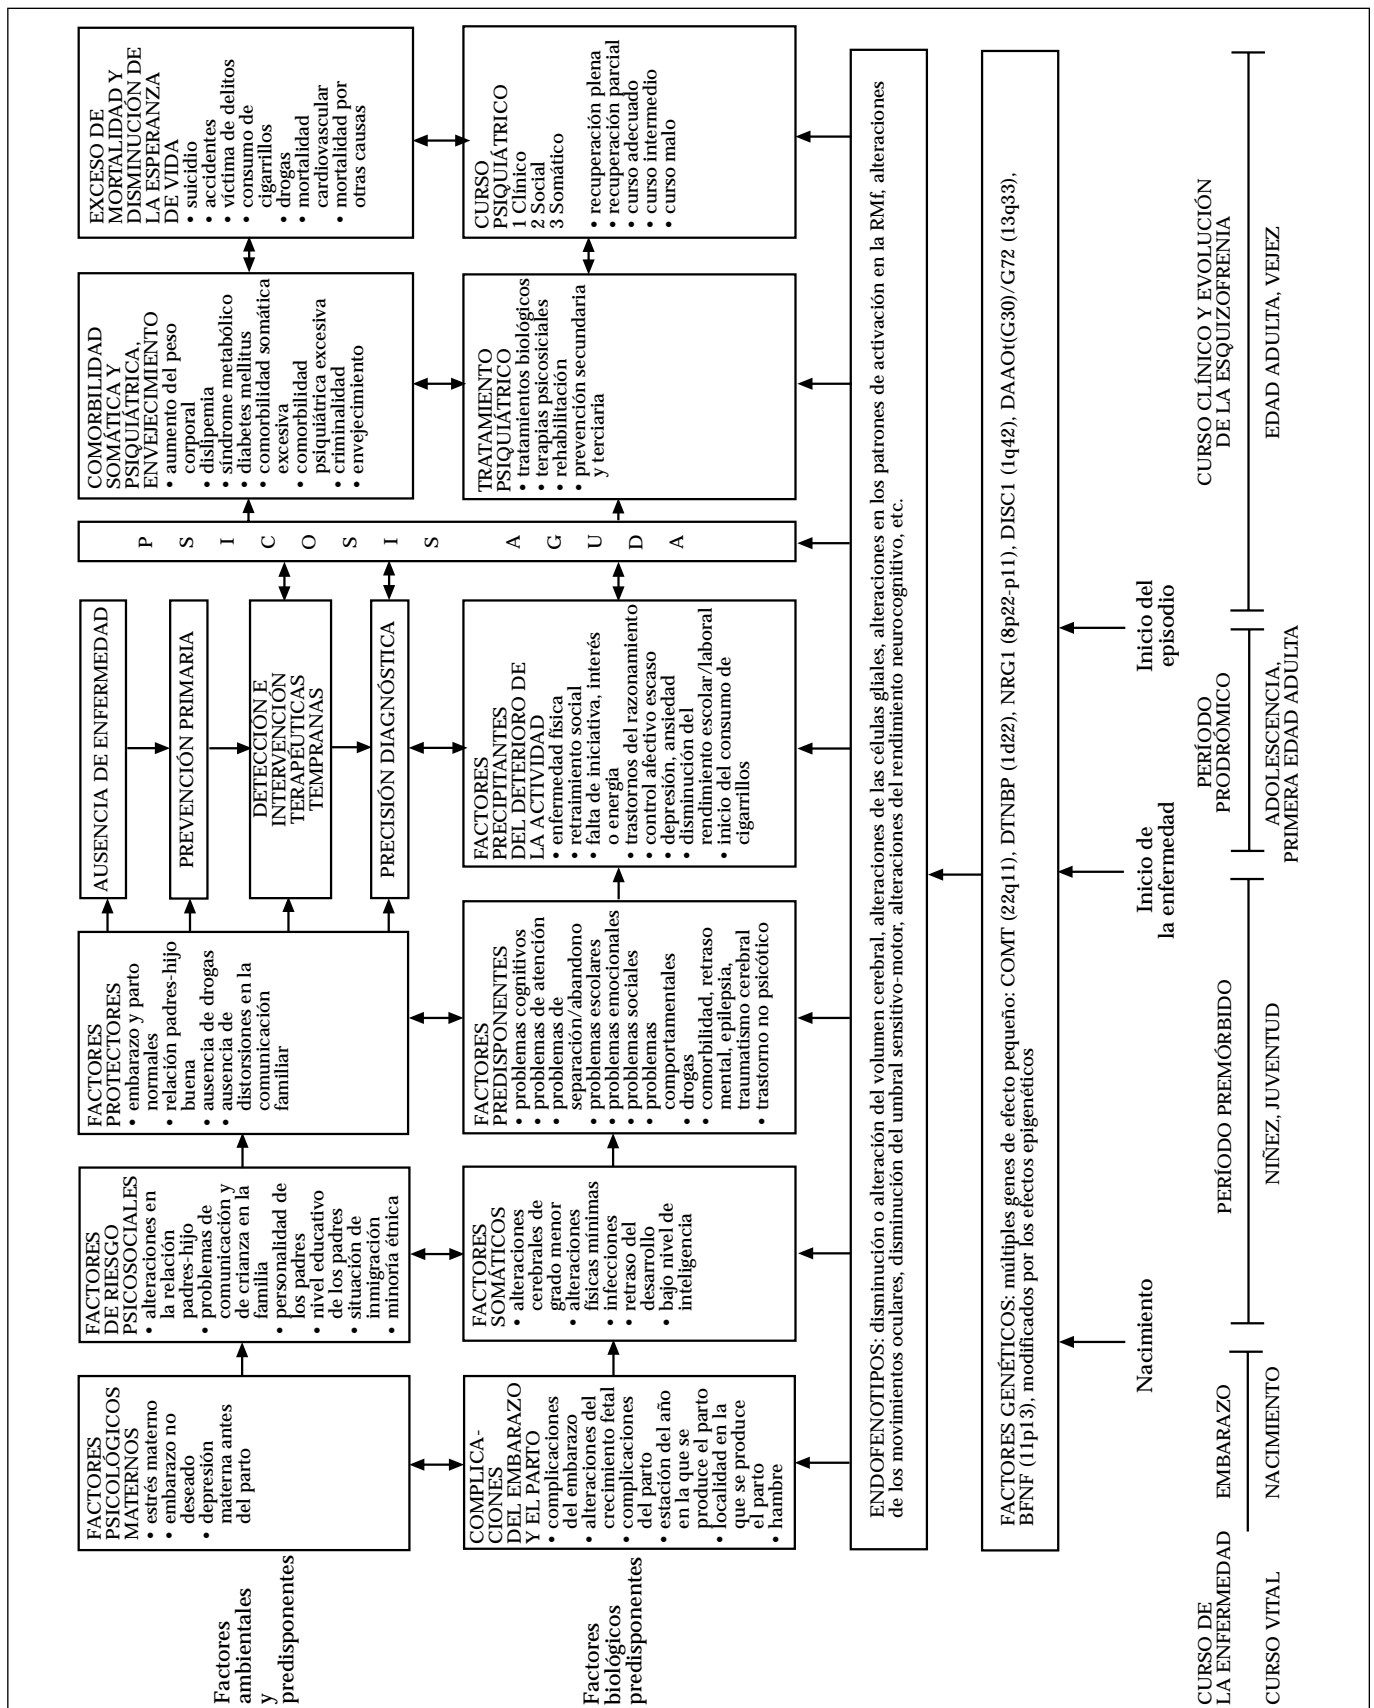 Factores
ambientales
y
predisponentes
FACTORES
PSICOLÓGICOS
MATERNOS
• estrés materno
• embarazo no
deseado
• depresión
materna antes
del parto
FACTORES
DE RIESGO
PSICOSOCIALES
• alteraciones en
la relación
padres-hijo
• problemas de
comunicación y
de crianza en la
familia
• personalidad de
los padres
• nivel educativo
de los padres
• situación de
inmigración
• minoría étnica
FACTORES
PROTECTORES
• embarazo y parto
normales
• relación padres-hijo
buena
• ausencia de drogas
• ausencia de
distorsiones en la
comunicación
familiar
AUSENCIA DE ENFERMEDAD
PREVENCIÓN PRIMARIA
DETECCIÓN E
INTERVENCIÓN
TERAPÉUTICAS
TEMPRANAS
PRECISIÓN DIAGNÓSTICA
P S I C O S I S A G U D A
COMORBILIDAD
SOMÁTICA Y
PSIQUIÁTRICA,
ENVEJECIMIENTO
• aumento del peso
corporal
• dislipemia
• síndrome metabólico
• diabetes mellitus
• comorbilidad somática
excesiva
• comorbilidad
psiquiátrica excesiva
• criminalidad
• envejecimiento
EXCESO DE
MORTALIDAD Y
DISMINUCIÓN DE
LA ESPERANZA
DE VIDA
• suicidio
• accidentes
• víctima de delitos
• consumo de
cigarrillos
• drogas
• mortalidad
cardiovascular
• mortalidad por
otras causas
Factores
biológicos
predisponentes
COMPLICA-
CIONES
DEL EMBARAZO
Y EL PARTO
• complicaciones
del embarazo
• alteraciones del
crecimiento fetal
• complicaciones
del parto
• estación del año
en la que se
produce el parto
• localidad en la
que se produce
el parto
• hambre
FACTORES
SOMÁTICOS
• alteraciones
cerebrales de
grado menor
• alteraciones
físicas mínimas
• infecciones
• retraso del
desarrollo
• bajo nivel de
inteligencia
FACTORES
PREDISPONENTES
• problemas cognitivos
• problemas de atención
• problemas de
separación/abandono
• problemas escolares
• problemas emocionales
• problemas sociales
• problemas
comportamentales
• drogas
• comorbilidad, retraso
mental, epilepsia,
traumatismo cerebral
• trastorno no psicótico
FACTORES
PRECIPITANTES
DEL DETERIORO DE
LA ACTIVIDAD
• enfermedad física
• retraimiento social
• falta de iniciativa, interés
o energía
• trastornos del razonamiento
• control afectivo escaso
• depresión, ansiedad
• disminución del
rendimiento escolar/laboral
• inicio del consumo de
cigarrillos
TRATAMIENTO
PSIQUIÁTRICO
• tratamientos biológicos
• terapias psicosociales
• rehabilitación
• prevención secundaria
y terciaria
CURSO
PSIQUIÁTRICO
1 Clínico
2 Social
3 Somático
• recuperación plena
• recuperación parcial
• curso adecuado
• curso intermedio
• curso malo
ENDOFENOTIPOS: disminución o alteración del volumen cerebral, alteraciones de las células gliales, alteraciones en los patrones de activación en la RMf, alteraciones
de los movimientos oculares, disminución del umbral sensitivo-motor, alteraciones del rendimiento neurocognitivo, etc.
FACTORES GENÉTICOS: múltiples genes de efecto pequeño: COMT (22q11), DTNBP (1d22), NRG1 (8p22-p11), DISC1 (1q42), DAAOt(G30)/G72 (13q33),
BFNF (11p13), modificados por los efectos epigenéticos
Nacimiento
Inicio de
la enfermedad
Inicio del
episodio
CURSO DE
LA ENFERMEDAD
EMBARAZO
PERÍODO PREMÓRBIDO
PERÍODO
PRODRÓMICO
CURSO CLÍNICO Y EVOLUCIÓN
DE LA ESQUIZOFRENIA
CURSO VITAL
NACIMIENTO
NIÑEZ, JUVENTUD
ADOLESCENCIA,
PRIMERA EDAD ADULTA
EDAD ADULTA, VEJEZ